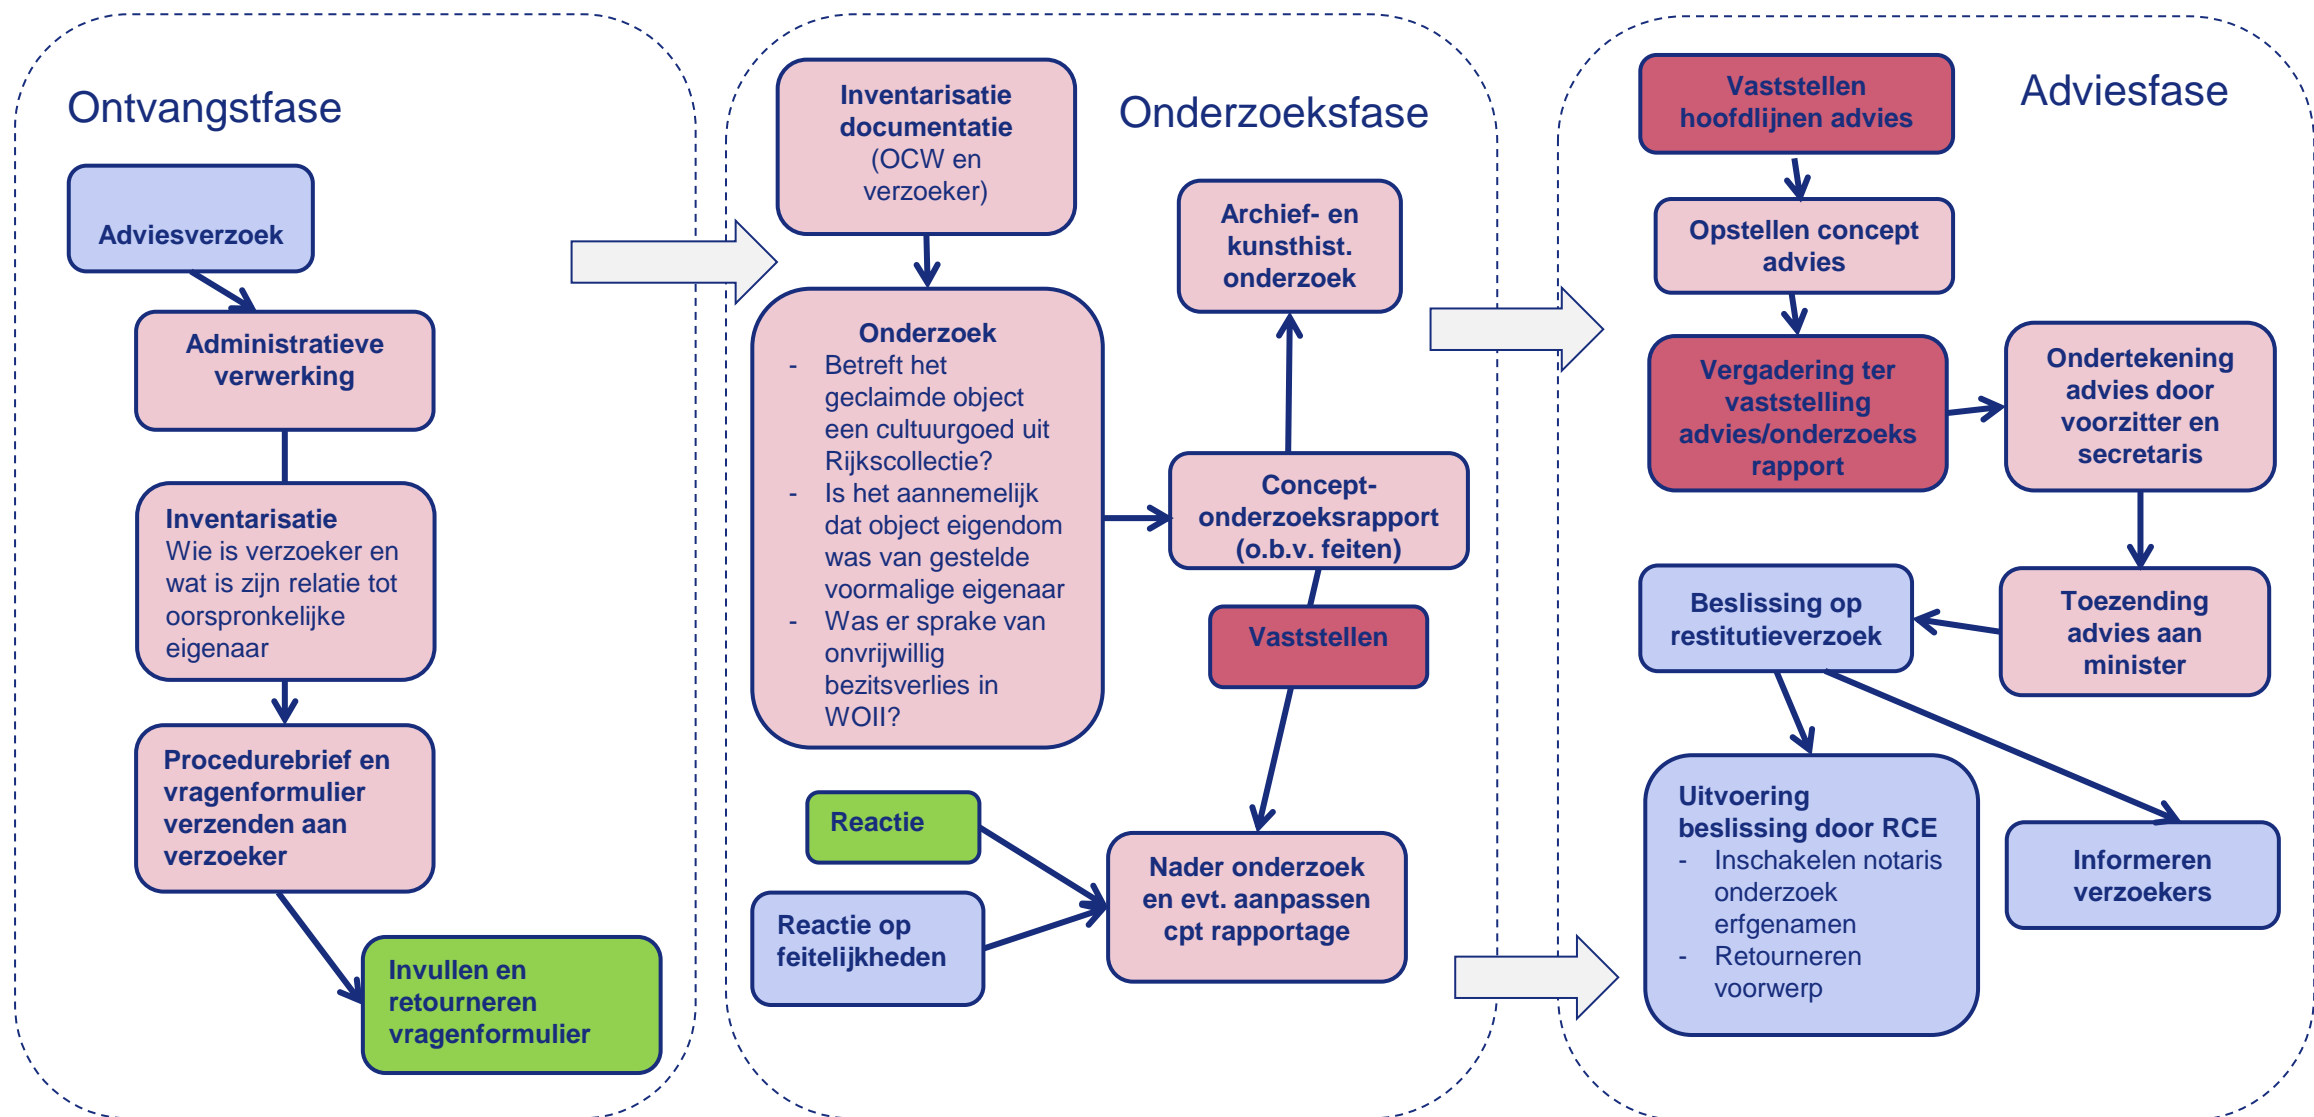 Ontvangstfase
Adviesverzoek
Administratieve
verwerking
Inventarisatie
Wie is verzoeker en
wat is zijn relatie tot
oorspronkelijke
eigenaar
Procedurebrief en
vragenformulier
verzenden aan
verzoeker
Invullen en
retourneren
vragenformulier
Onderzoeksfase
Inventarisatie
documentatie
(OCW en
verzoeker)
Onderzoek
- Betreft het
geclaimde object
een cultuurgoed uit
Rijkscollectie?
- Is het aannemelijk
dat object eigendom
was van gestelde
voormalige eigenaar
- Was er sprake van
onvrijwillig
bezitsverlies in
WOII?
Archief- en
kunsthist.
onderzoek
Concept-
onderzoeksrapport
(o.b.v. feiten)
Vaststellen
Reactie
Reactie op
feitelijkheden
Nader onderzoek
en evt. aanpassen
cpt rapportage
Adviesfase
Vaststellen
hoofdlijnen advies
Opstellen concept
advies
Vergadering ter
vaststelling
advies/onderzoeks
rapport
Ondertekening
advies door
voorzitter en
secretaris
Toezending
advies aan
minister
Beslissing op
restitutieverzoek
Uitvoering
beslissing door RCE
- Inschakelen notaris
onderzoek
erfgenamen
- Retourneren
voorwerp
Informeren
verzoekers